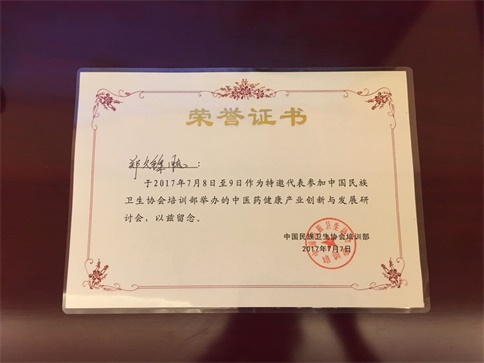 荣誉证书
郑久
于2017年7月8日至9日作为特邀代表参加中国民族
卫生协会培训部举办的中医药健康产业创新与发展研
讨会，以兹留念。
中国民族卫生协会培训部
2017年7月7日